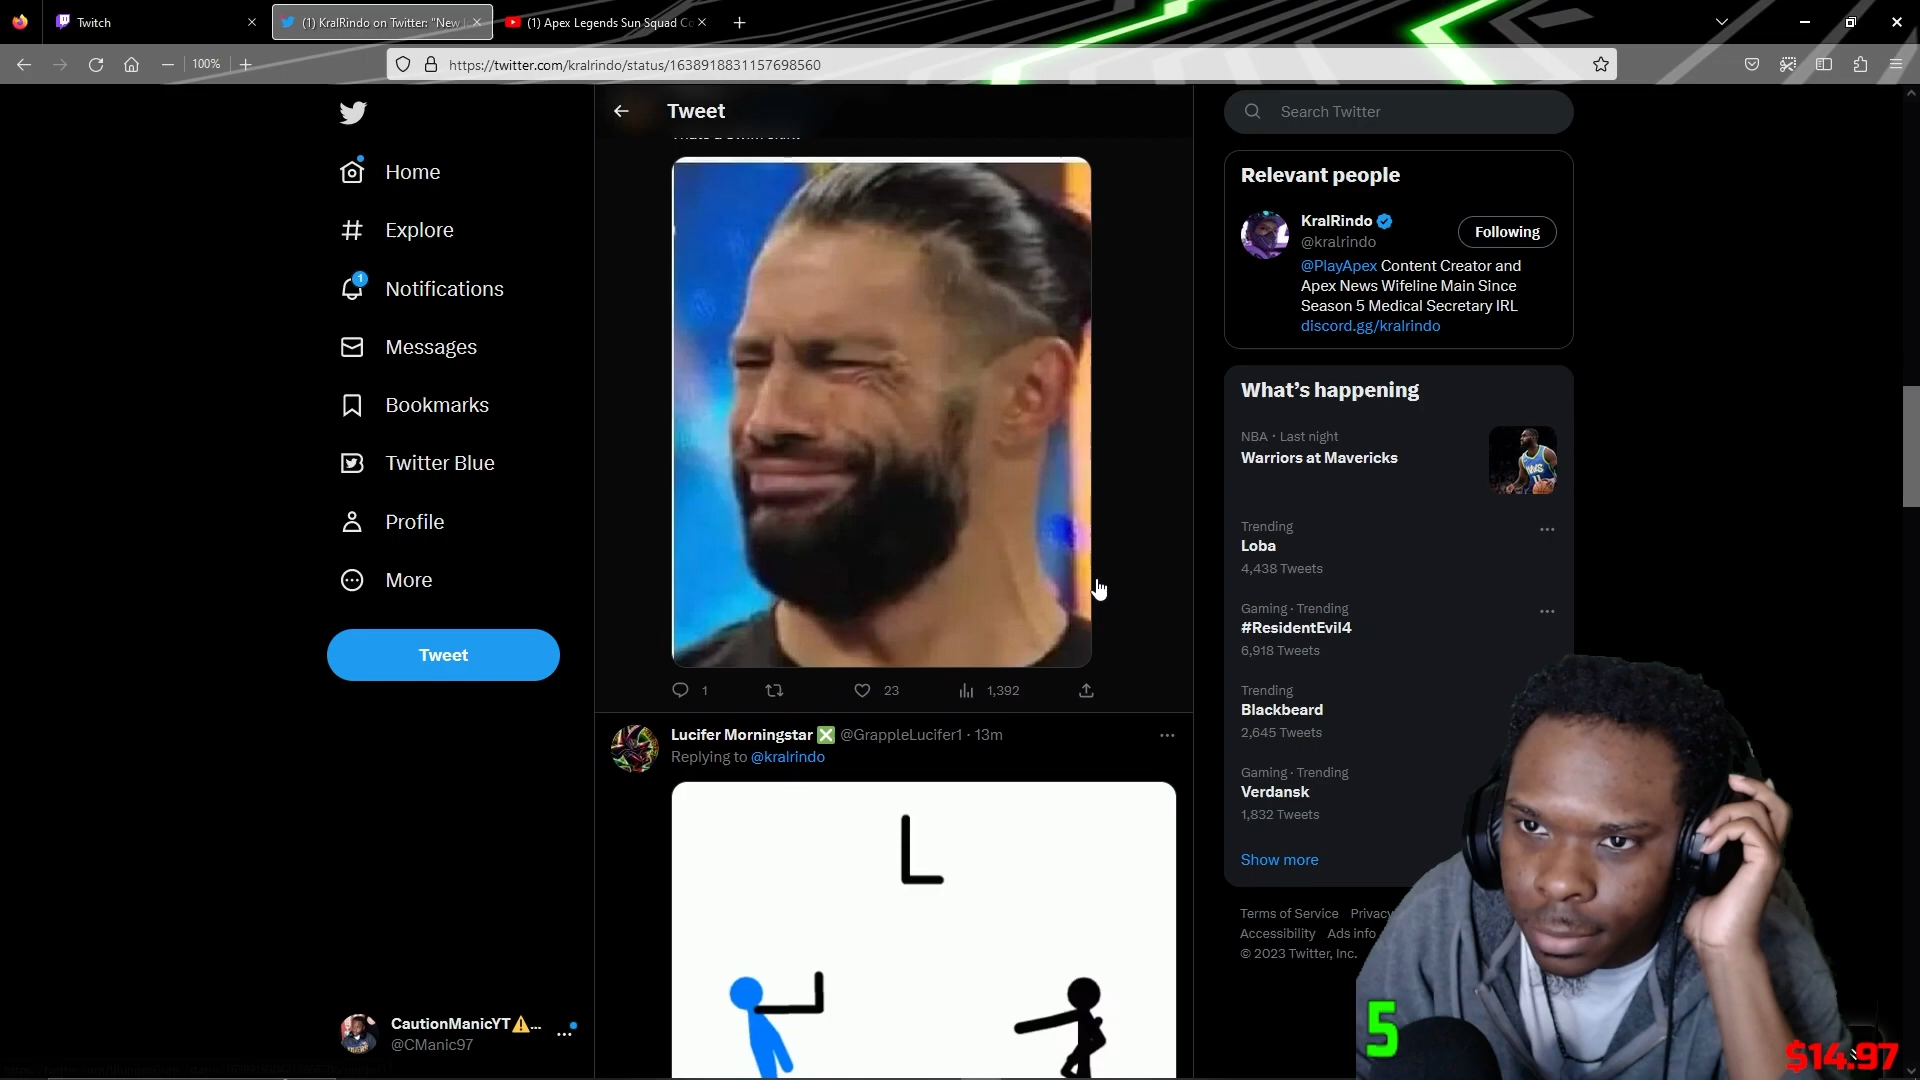 Twitch
(1) KralRindo on Twitter: "New
(1) Apex Legends Sun Squad Co
100%
https://twitter.com/kralrindo/status/1638918831157698560
Home
Explore
1
Notifications
Messages
Bookmarks
Twitter Blue
Profile
More
Tweet
CautionManicYT⚠️...
@CManic97
Tweet
1
23
1,392
Lucifer Morningstar ❎ @GrappleLucifer1 · 13m
Replying to @kralrindo
L
Search Twitter
Relevant people
KralRindo
@kralrindo
Following
@PlayApex Content Creator and
Apex News Wifeline Main Since
Season 5 Medical Secretary IRL
discord.gg/kralrindo
What's happening
NBA · Last night
Warriors at Mavericks
Trending
Loba
4,438 Tweets
Gaming · Trending
#ResidentEvil4
6,918 Tweets
Trending
Blackbeard
2,645 Tweets
Gaming · Trending
Verdansk
1,832 Tweets
Show more
Terms of Service Privacy
Accessibility Ads info
© 2023 Twitter, Inc.
5
$14.97